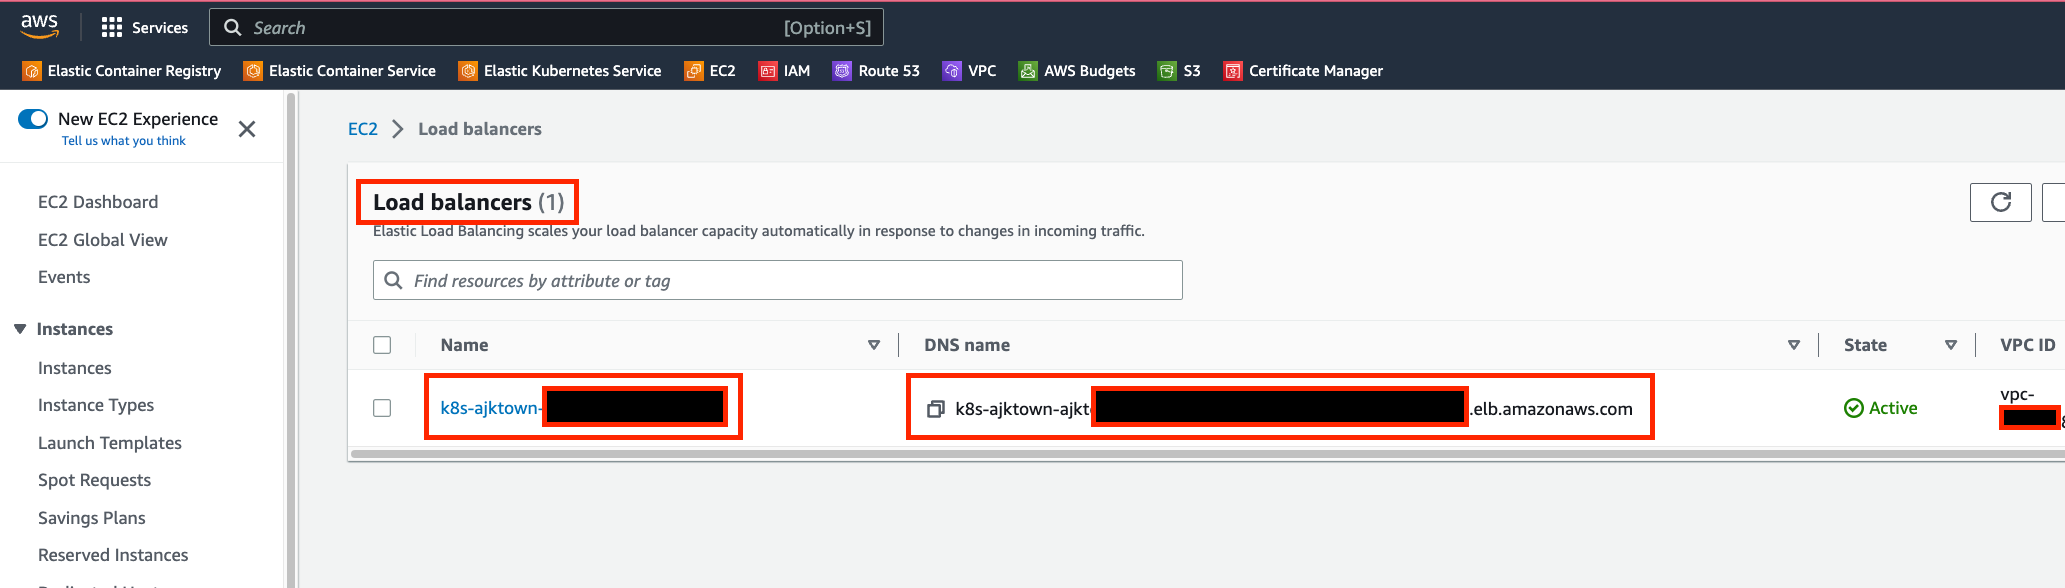 aws Services Search [Option+S]
Elastic Container Registry Elastic Container Service Elastic Kubernetes Service EC2 IAM Route 53 VPC AWS Budgets S3 Certificate Manager
New EC2 Experience
Tell us what you think
EC2 Dashboard
EC2 Global View
Events
Instances
Instances
Instance Types
Launch Templates
Spot Requests
Savings Plans
Reserved Instances
EC2 > Load balancers
Load balancers (1)
Elastic Load Balancing scales your load balancer capacity automatically in response to changes in incoming traffic.
Find resources by attribute or tag
Name DNS name State VPC ID
k8s-ajktown- k8s-ajktown-ajkt .elb.amazonaws.com Active vpc-